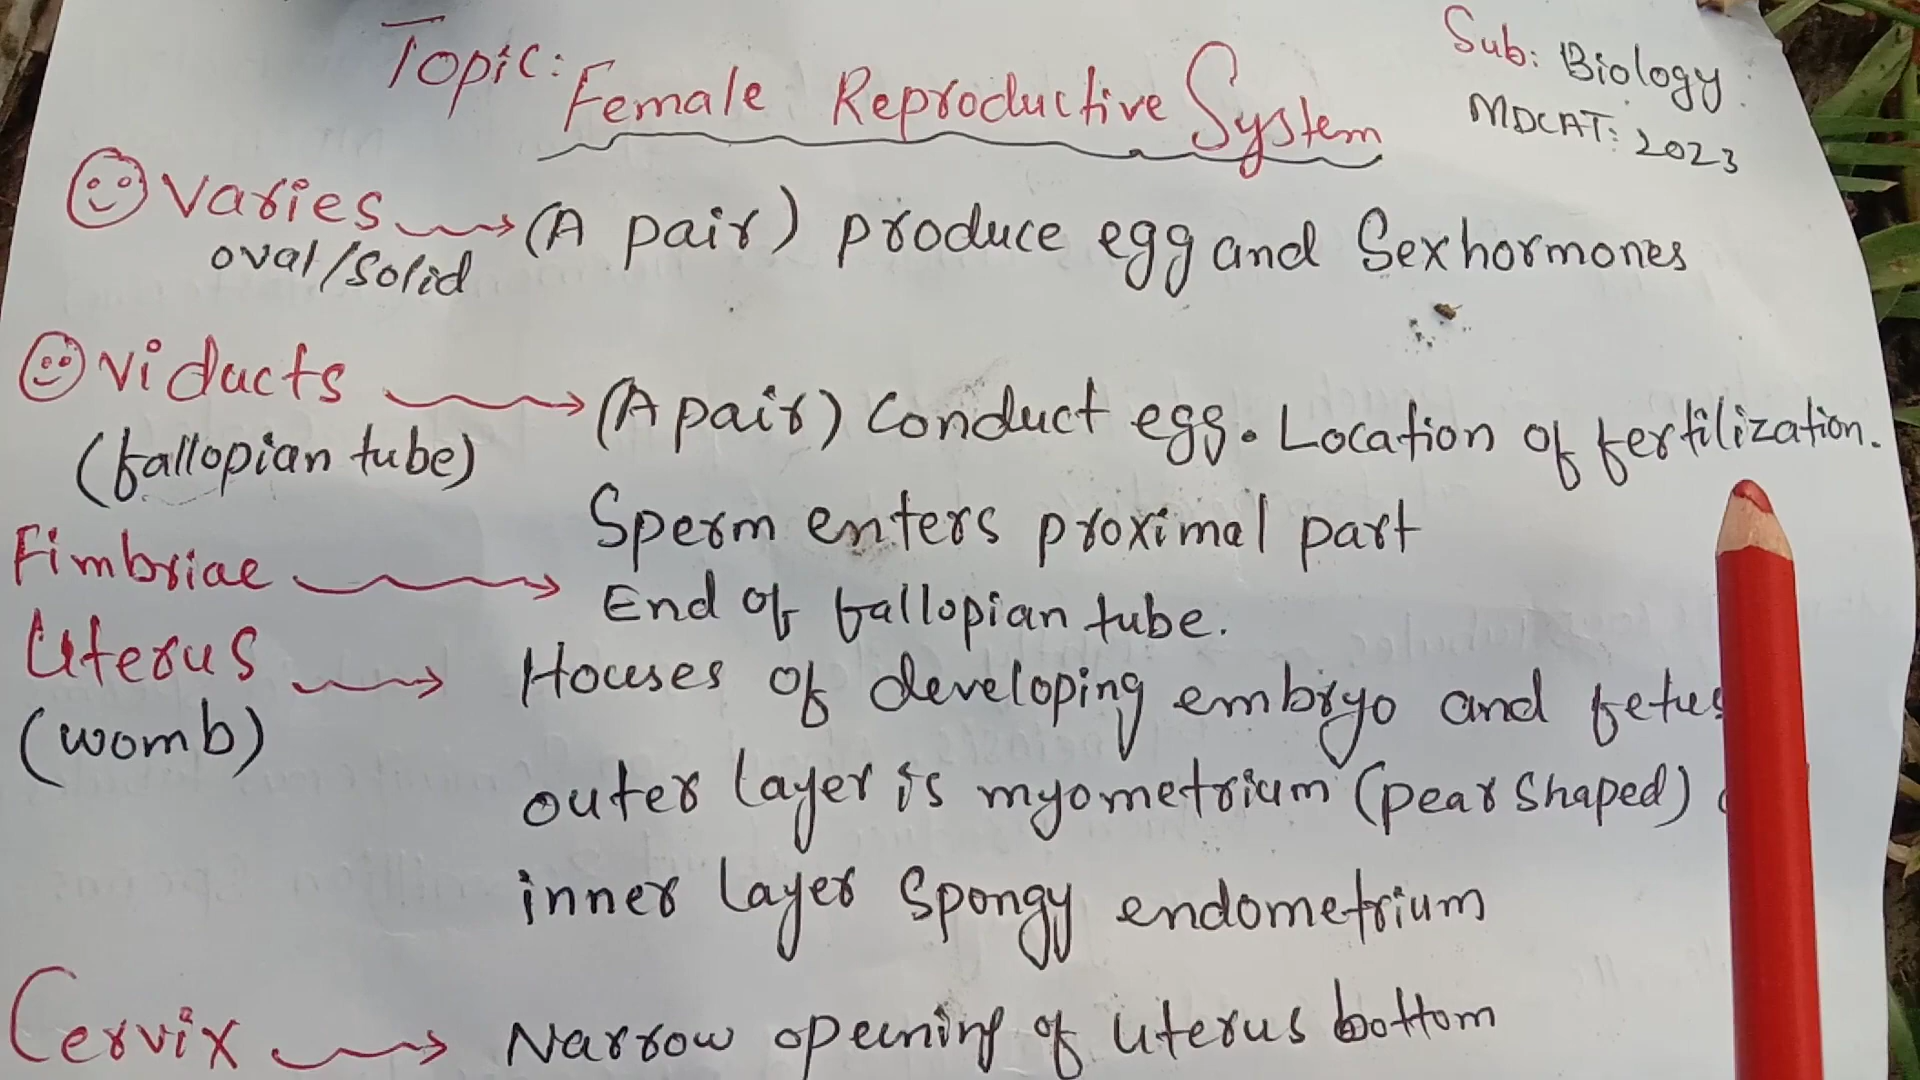 Topic: Female Reproductive System
Sub: Biology
MDCAT: 2023
Ovaries → (A pair) produce egg and Sex hormones
oval/solid
Oviducts → (A pair) Conduct egg. Location of fertilization.
(fallopian tube)
Sperm enters proximal part
Fimbriae → End of fallopian tube.
Uterus → Houses of developing embryo and fetus
(womb)
outer layer is myometrium (pear Shaped)
inner layer Spongy endometrium
Cervix → Narrow opening of uterus bottom